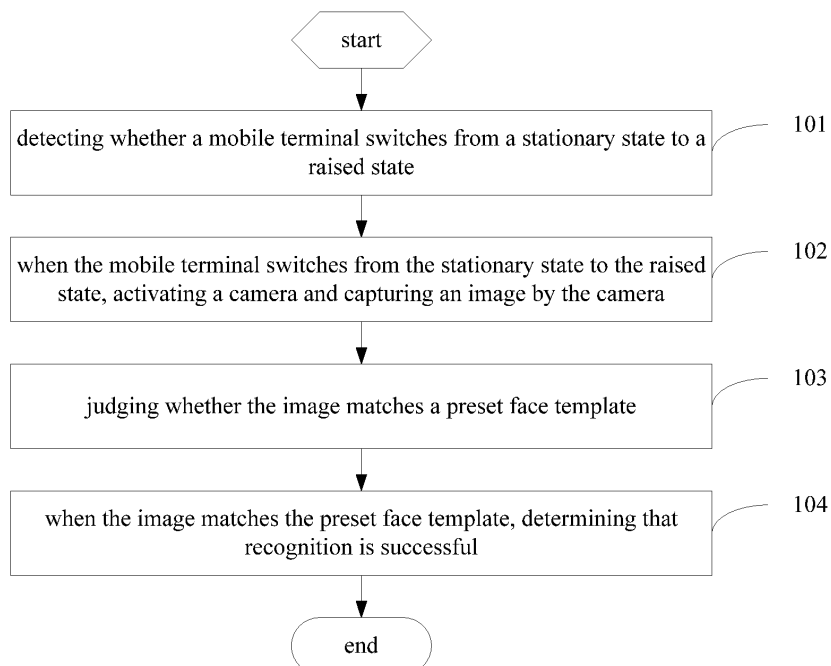 start
detecting whether a mobile terminal switches from a stationary state to a
raised state
101
when the mobile terminal switches from the stationary state to the raised
state, activating a camera and capturing an image by the camera
102
judging whether the image matches a preset face template
103
when the image matches the preset face template, determining that
recognition is successful
104
end